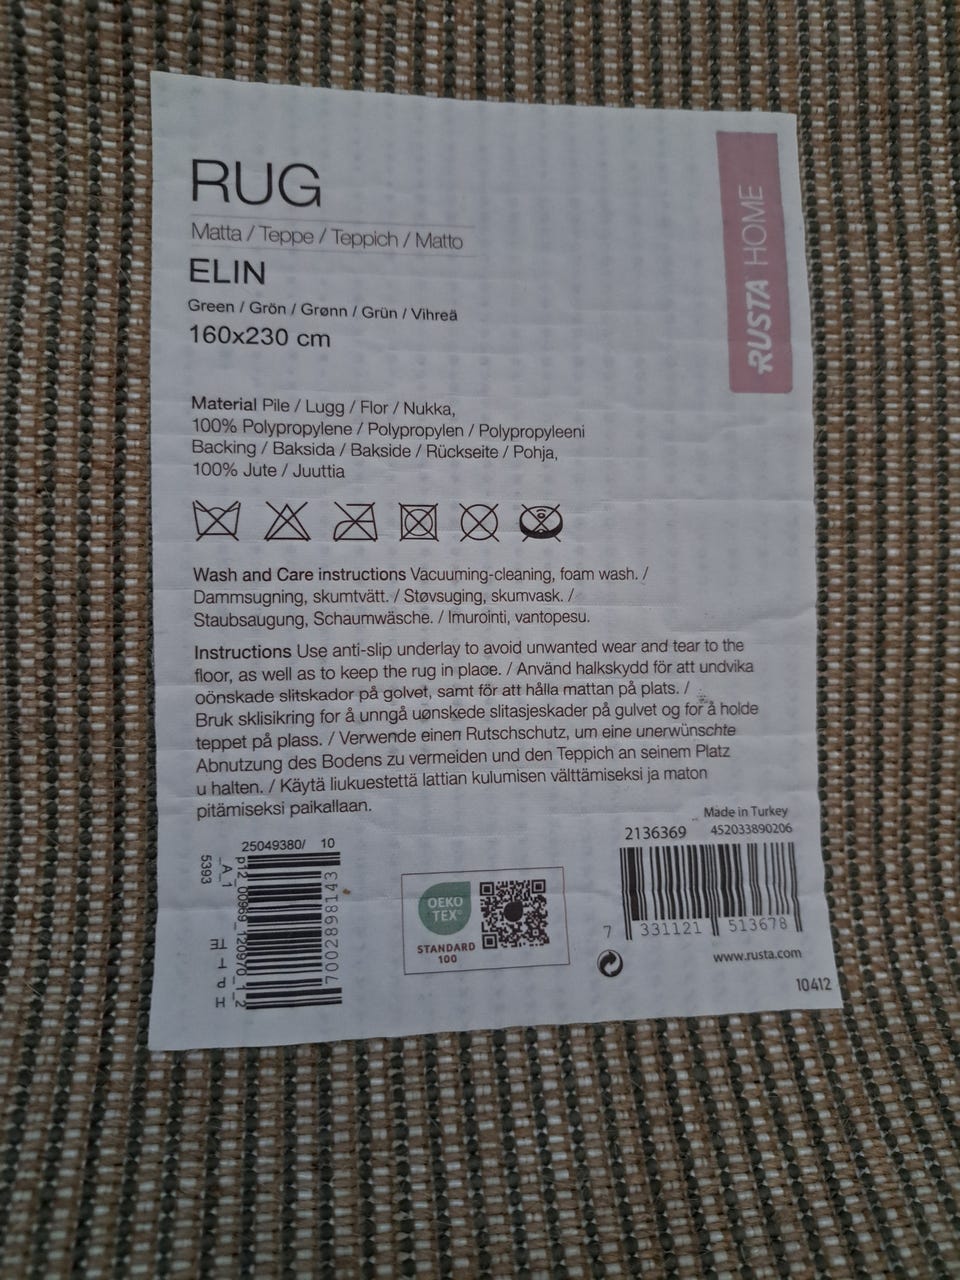 RUG
Matta / Teppe / Teppich / Matto
ELIN
Green / Grön / Grønn / Grün / Vihreä
160x230 cm
RUSTA HOME
Material Pile / Lugg / Flor / Nukka,
100% Polypropylene / Polypropylen / Polypropyleeni
Backing / Baksida / Bakside / Rückseite / Pohja,
100% Jute / Juuttia
Wash and Care instructions Vacuuming-cleaning, foam wash. /
Dammsugning, skumtvätt. / Støvsuging, skumvask. /
Staubsaugung, Schaumwäsche. / Imurointi, vantopesu.
Instructions Use anti-slip underlay to avoid unwanted wear and tear to the
floor, as well as to keep the rug in place. / Använd halkskydd för att undvika
oönskade slitskador på golvet, samt för att hålla mattan på plats. /
Bruk sklisikring for å unngå uønskede slitasjeskader på gulvet og for å holde
teppet på plass. / Verwende einen Rutschschutz, um eine unerwünschte
Abnutzung des Bodens zu vermeiden und den Teppich an seinem Platz
u halten. / Käytä liukuestettä lattian kulumisen välttämiseksi ja maton
pitämiseksi paikallaan.
25049380/ 10
7002898143
p12_00969_120970_1_2
_A_1
5393
H P T TE
OEKO
TEX®
STANDARD
100
Made in Turkey
2136369 452033890206
7 331121 513678
www.rusta.com
10412